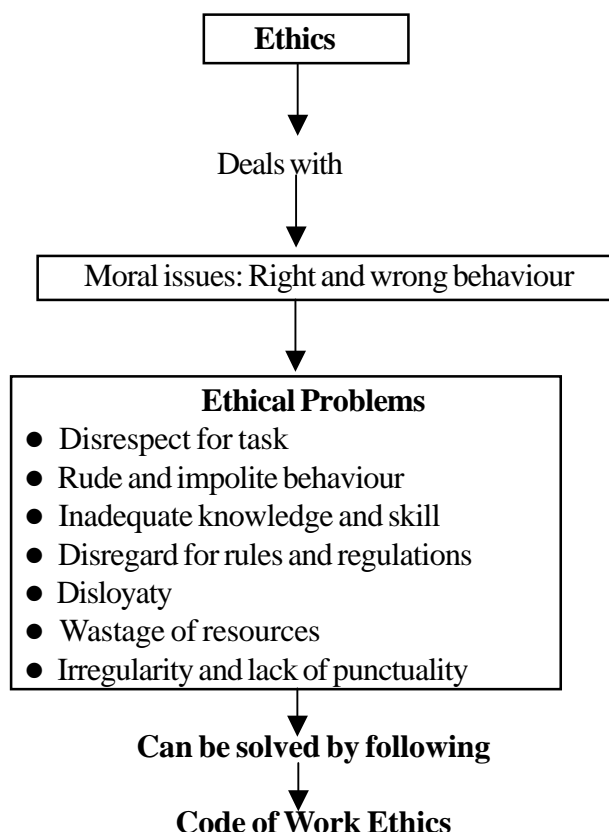 Ethics
Deals with
Moral issues: Right and wrong behaviour
Ethical Problems
● Disrespect for task
● Rude and impolite behaviour
● Inadequate knowledge and skill
● Disregard for rules and regulations
● Disloyaty
● Wastage of resources
● Irregularity and lack of punctuality
Can be solved by following
Code of Work Ethics